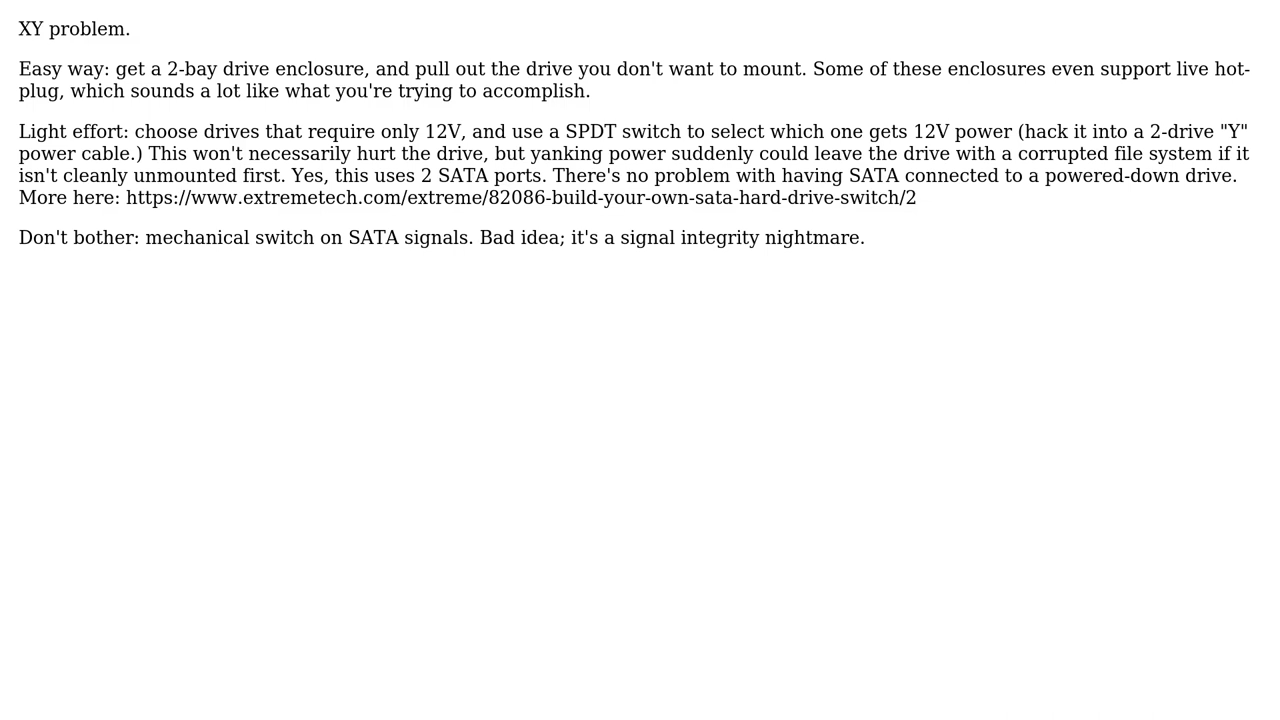 XY problem.
Easy way: get a 2-bay drive enclosure, and pull out the drive you don't want to mount. Some of these enclosures even support live hot-
plug, which sounds a lot like what you're trying to accomplish.
Light effort: choose drives that require only 12V, and use a SPDT switch to select which one gets 12V power (hack it into a 2-drive "Y"
power cable.) This won't necessarily hurt the drive, but yanking power suddenly could leave the drive with a corrupted file system if it
isn't cleanly unmounted first. Yes, this uses 2 SATA ports. There's no problem with having SATA connected to a powered-down drive.
More here: https://www.extremetech.com/extreme/82086-build-your-own-sata-hard-drive-switch/2
Don't bother: mechanical switch on SATA signals. Bad idea; it's a signal integrity nightmare.